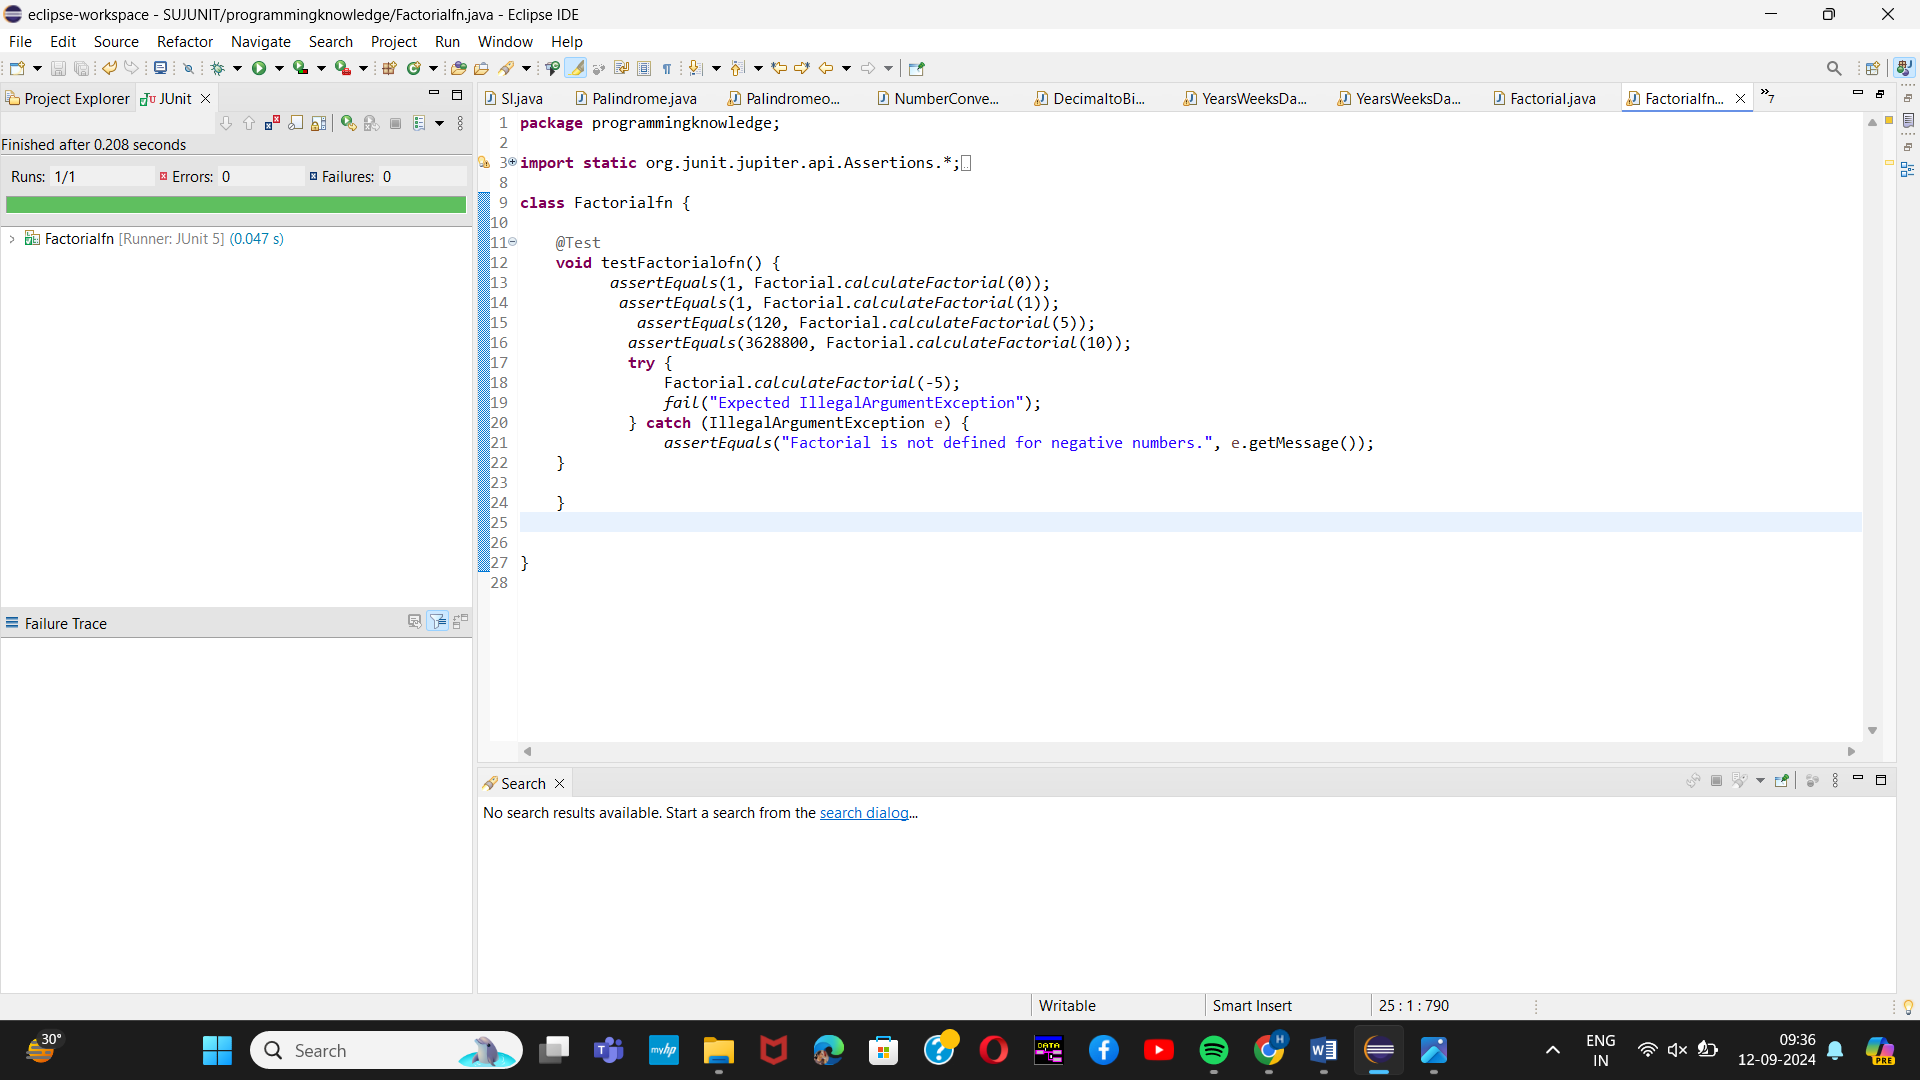 eclipse-workspace - SUJUNIT/programmingknowledge/Factorialfn.java - Eclipse IDE
File Edit Source Refactor Navigate Search Project Run Window Help
Project Explorer JUnit
SI.java Palindrome.java Palindromeo... NumberConve... DecimaltoBi... YearsWeeksDa... YearsWeeksDa... Factorial.java Factorialfn... »7
Finished after 0.208 seconds
Runs: 1/1 Errors: 0 Failures: 0
Factorialfn [Runner: JUnit 5] (0.047 s)
Failure Trace
1 package programmingknowledge;
2
3 import static org.junit.jupiter.api.Assertions.*;
8
9 class Factorialfn {
10
11 @Test
12 void testFactorialofn() {
13 assertEquals(1, Factorial.calculateFactorial(0));
14 assertEquals(1, Factorial.calculateFactorial(1));
15 assertEquals(120, Factorial.calculateFactorial(5));
16 assertEquals(3628800, Factorial.calculateFactorial(10));
17 try {
18 Factorial.calculateFactorial(-5);
19 fail("Expected IllegalArgumentException");
20 } catch (IllegalArgumentException e) {
21 assertEquals("Factorial is not defined for negative numbers.", e.getMessage());
22 }
23
24 }
25
26
27 }
28
Search
No search results available. Start a search from the search dialog...
Writable Smart Insert 25 : 1 : 790
30°
Search
myhp
DATA
H
PRE
ENG
IN
09:36
12-09-2024